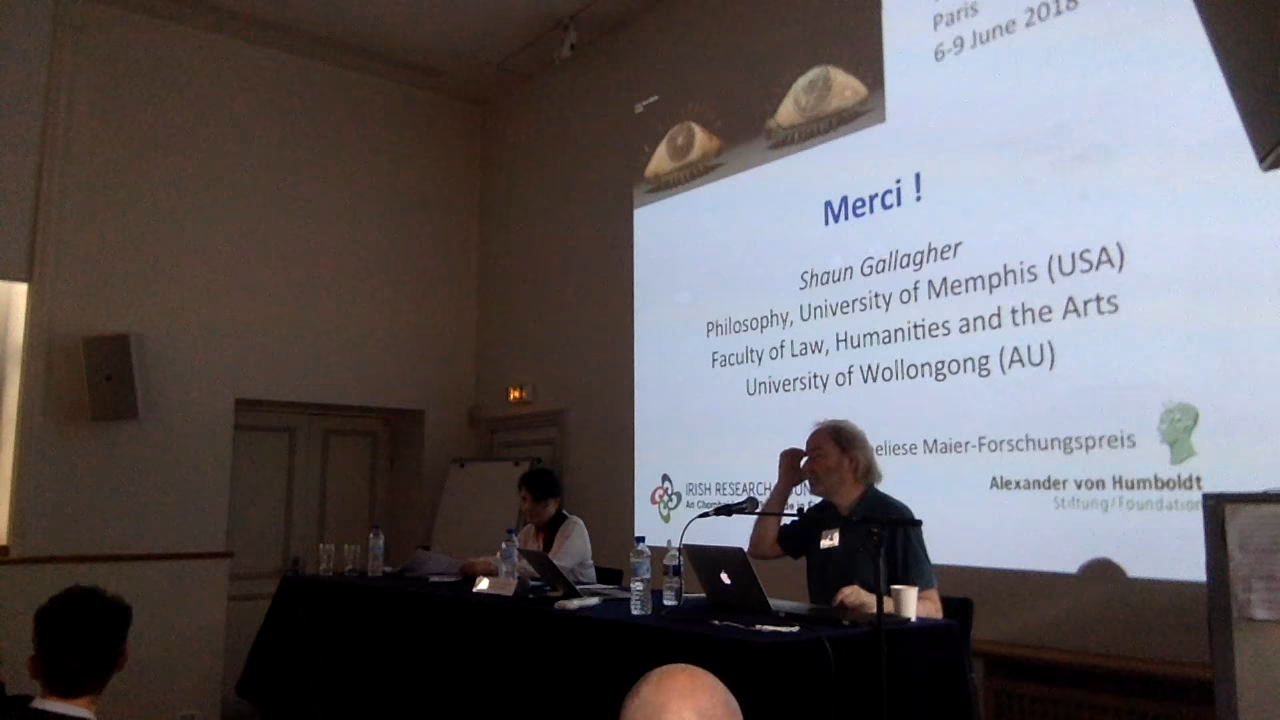 Paris
6-9 June 2018
Merci !
Shaun Gallagher
Philosophy, University of Memphis (USA)
Faculty of Law, Humanities and the Arts
University of Wollongong (AU)
eliese Maier-Forschungspreis
Alexander von Humboldt
Stiftung/Foundation
IRISH RESEARCH